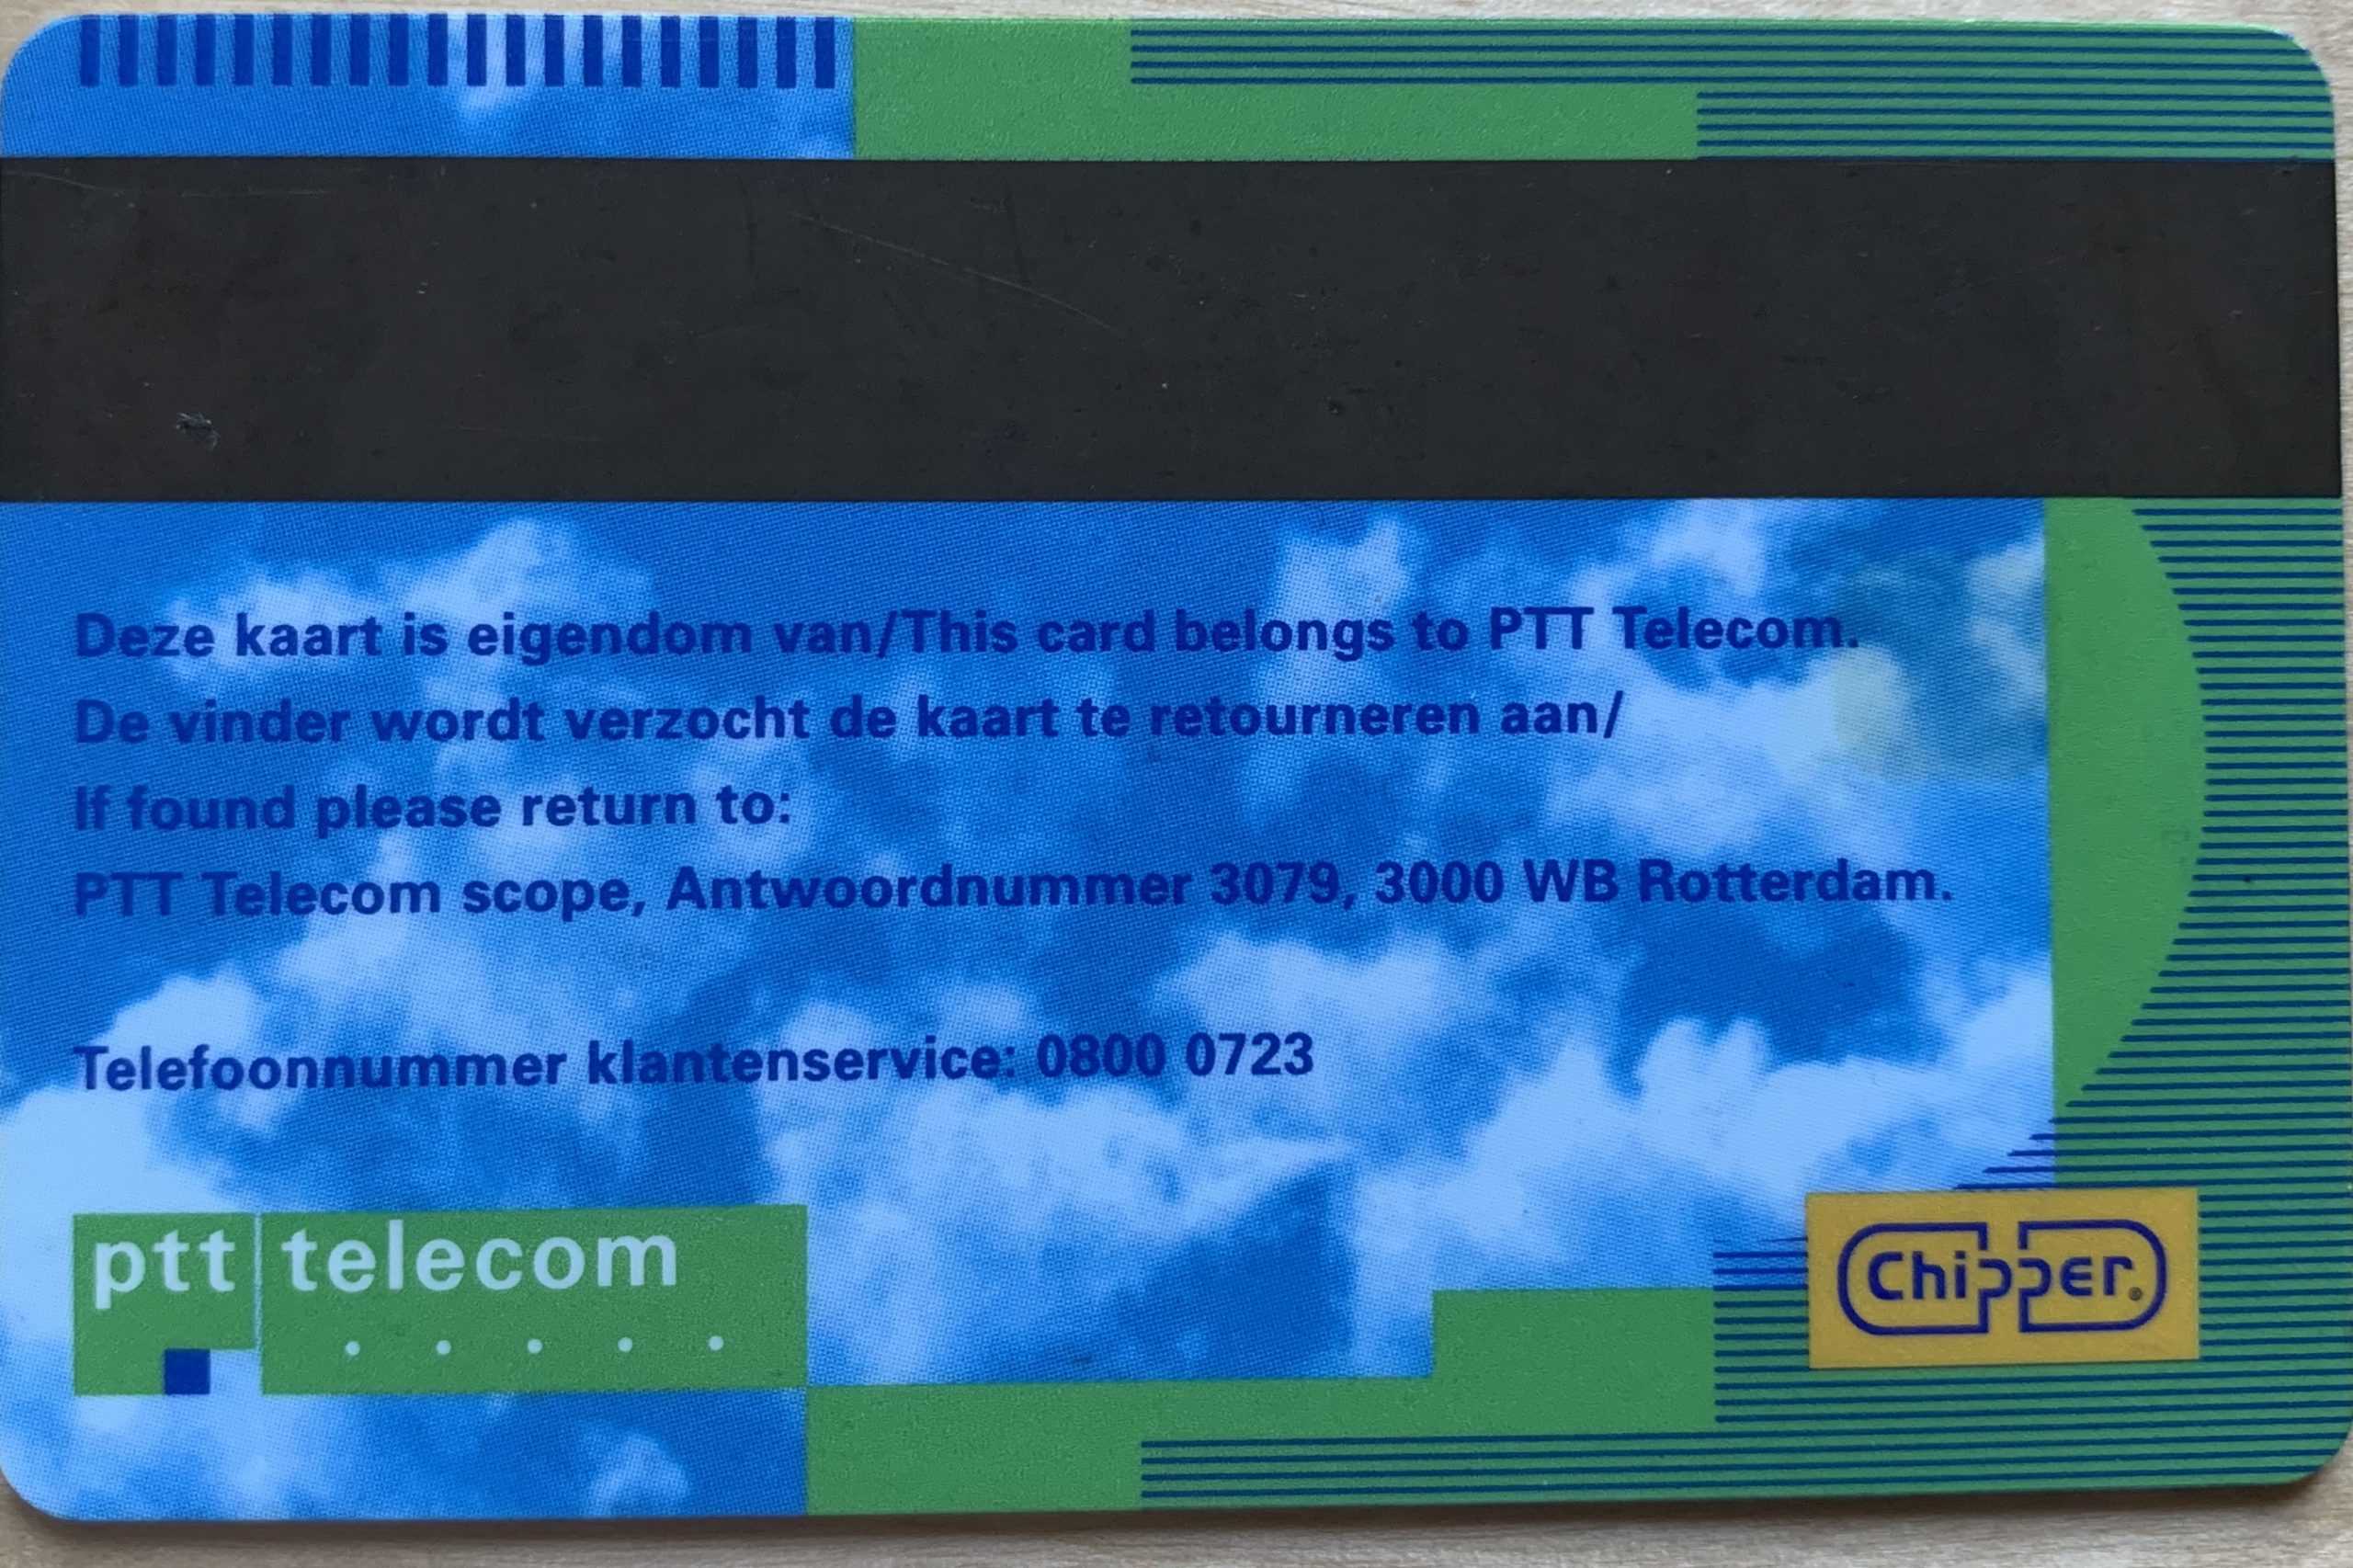 Deze kaart is eigendom van/This card belongs to PTT Telecom.
De vinder wordt verzocht de kaart te retourneren aan/
If found please return to:
PTT Telecom scope, Antwoordnummer 3079, 3000 WB Rotterdam.
Telefoonnummer klantenservice: 0800 0723
ptt telecom
Chipper®